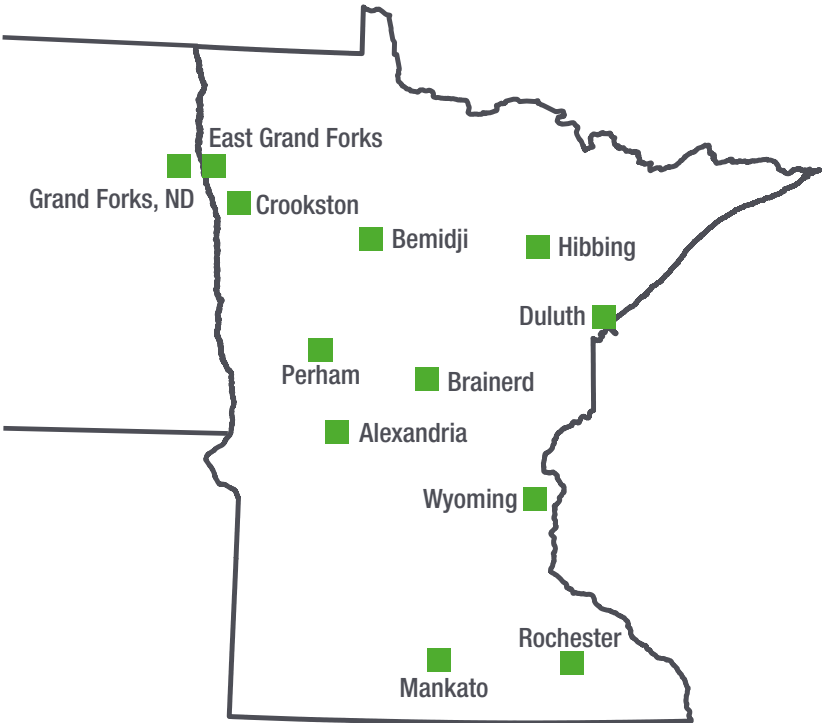 East Grand Forks
Grand Forks, ND
Crookston
Bemidji
Hibbing
Duluth
Perham
Brainerd
Alexandria
Wyoming
Rochester
Mankato